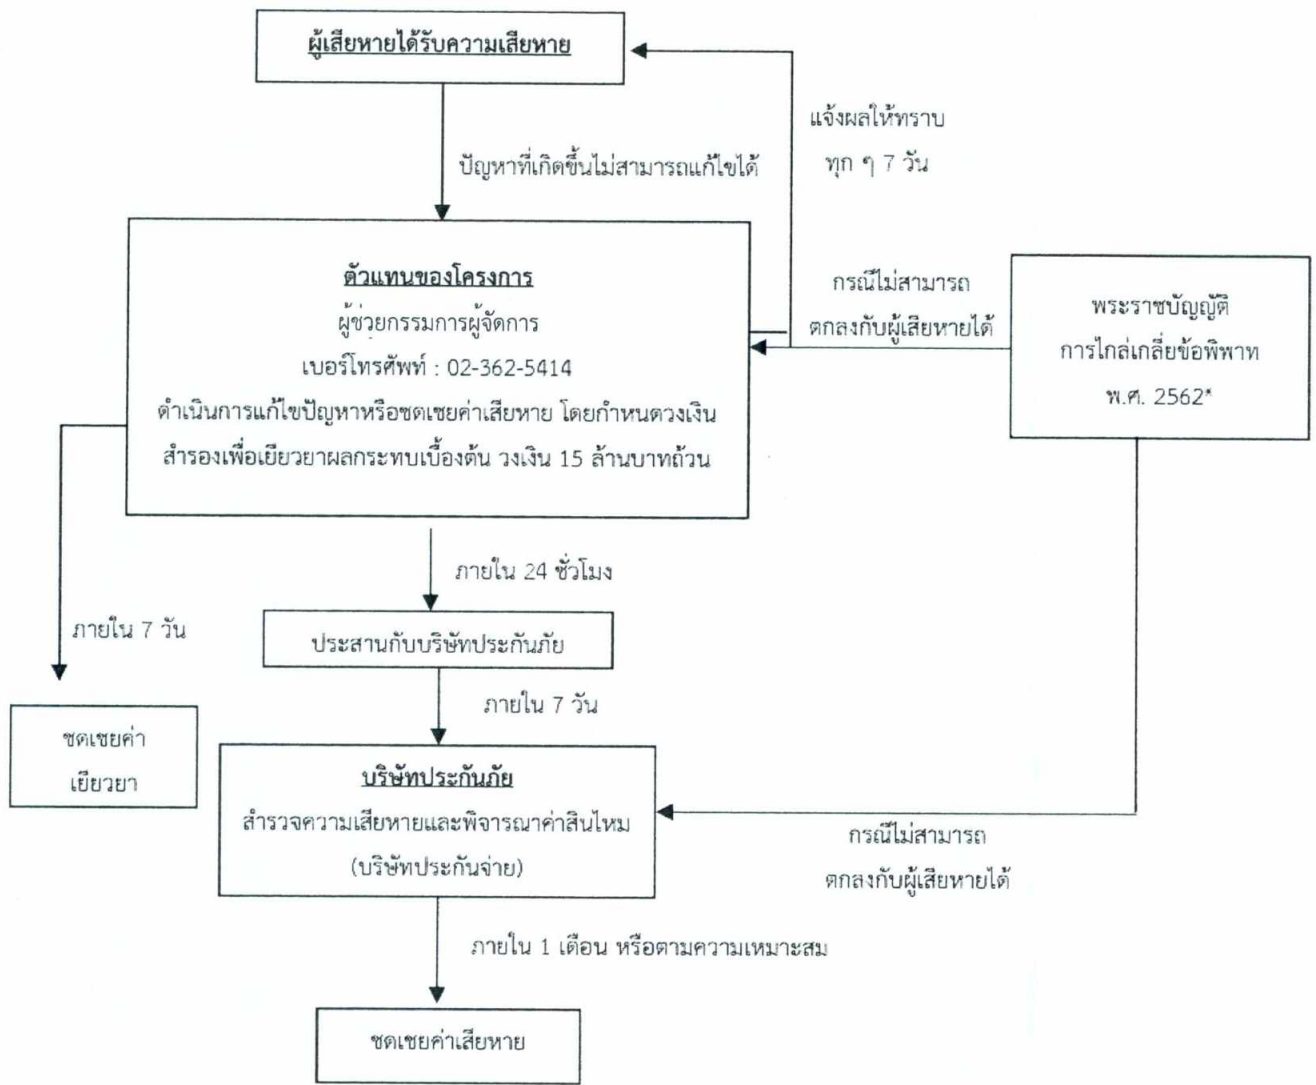 ผู้เสียหายได้รับความเสียหาย
แจ้งผลให้ทราบ
ทุก ๆ 7 วัน
ปัญหาที่เกิดขึ้นไม่สามารถแก้ไขได้
ตัวแทนของโครงการ
ผู้ช่วยกรรมการผู้จัดการ
เบอร์โทรศัพท์ : 02-362-5414
ดำเนินการแก้ไขปัญหาหรือชดเชยค่าเสียหาย โดยกำหนดวงเงิน
สำรองเพื่อเยียวยาผลกระทบเบื้องต้น วงเงิน 15 ล้านบาทถ้วน
กรณีไม่สามารถ
ตกลงกับผู้เสียหายได้
พระราชบัญญัติ
การไกล่เกลี่ยข้อพิพาท
พ.ศ. 2562*
ภายใน 24 ชั่วโมง
ภายใน 7 วัน
ประสานกับบริษัทประกันภัย
ภายใน 7 วัน
ชดเชยค่า
เยียวยา
บริษัทประกันภัย
สำรวจความเสียหายและพิจารณาค่าสินไหม
(บริษัทประกันจ่าย)
กรณีไม่สามารถ
ตกลงกับผู้เสียหายได้
ภายใน 1 เดือน หรือตามความเหมาะสม
ชดเชยค่าเสียหาย